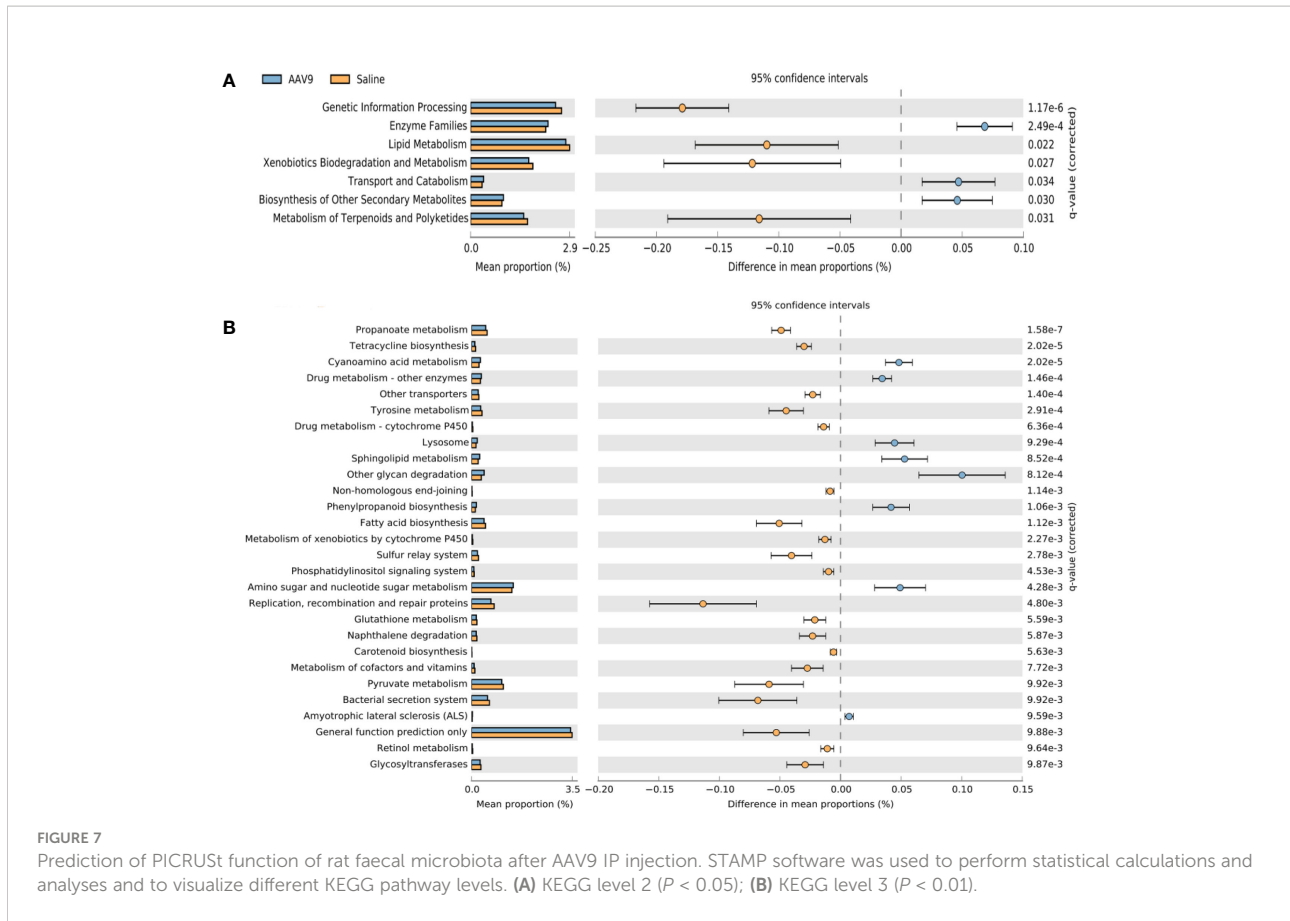 A
AAV9 Saline
95% confidence intervals
Genetic Information Processing 1.17e-6
Enzyme Families 2.49e-4
Lipid Metabolism 0.022
Xenobiotics Biodegradation and Metabolism 0.027
Transport and Catabolism 0.034
Biosynthesis of Other Secondary Metabolites 0.030
Metabolism of Terpenoids and Polyketides 0.031
q-value (corrected)
0.0 2.9 −0.25 −0.20 −0.15 −0.10 −0.05 0.00 0.05 0.10
Mean proportion (%) Difference in mean proportions (%)
B
95% confidence intervals
Propanoate metabolism 1.58e-7
Tetracycline biosynthesis 2.02e-5
Cyanoamino acid metabolism 2.02e-5
Drug metabolism - other enzymes 1.46e-4
Other transporters 1.40e-4
Tyrosine metabolism 2.91e-4
Drug metabolism - cytochrome P450 6.36e-4
Lysosome 9.29e-4
Sphingolipid metabolism 8.52e-4
Other glycan degradation 8.12e-4
Non-homologous end-joining 1.14e-3
Phenylpropanoid biosynthesis 1.06e-3
Fatty acid biosynthesis 1.12e-3
Metabolism of xenobiotics by cytochrome P450 2.27e-3
Sulfur relay system 2.78e-3
Phosphatidylinositol signaling system 4.53e-3
Amino sugar and nucleotide sugar metabolism 4.28e-3
Replication, recombination and repair proteins 4.80e-3
Glutathione metabolism 5.59e-3
Naphthalene degradation 5.87e-3
Carotenoid biosynthesis 5.63e-3
Metabolism of cofactors and vitamins 7.72e-3
Pyruvate metabolism 9.92e-3
Bacterial secretion system 9.92e-3
Amyotrophic lateral sclerosis (ALS) 9.59e-3
General function prediction only 9.88e-3
Retinol metabolism 9.64e-3
Glycosyltransferases 9.87e-3
q-value (corrected)
0.0 3.5 −0.20 −0.15 −0.10 −0.05 0.00 0.05 0.10 0.15
Mean proportion (%) Difference in mean proportions (%)
FIGURE 7
Prediction of PICRUSt function of rat faecal microbiota after AAV9 IP injection. STAMP software was used to perform statistical calculations and
analyses and to visualize different KEGG pathway levels. (A) KEGG level 2 (P < 0.05); (B) KEGG level 3 (P < 0.01).